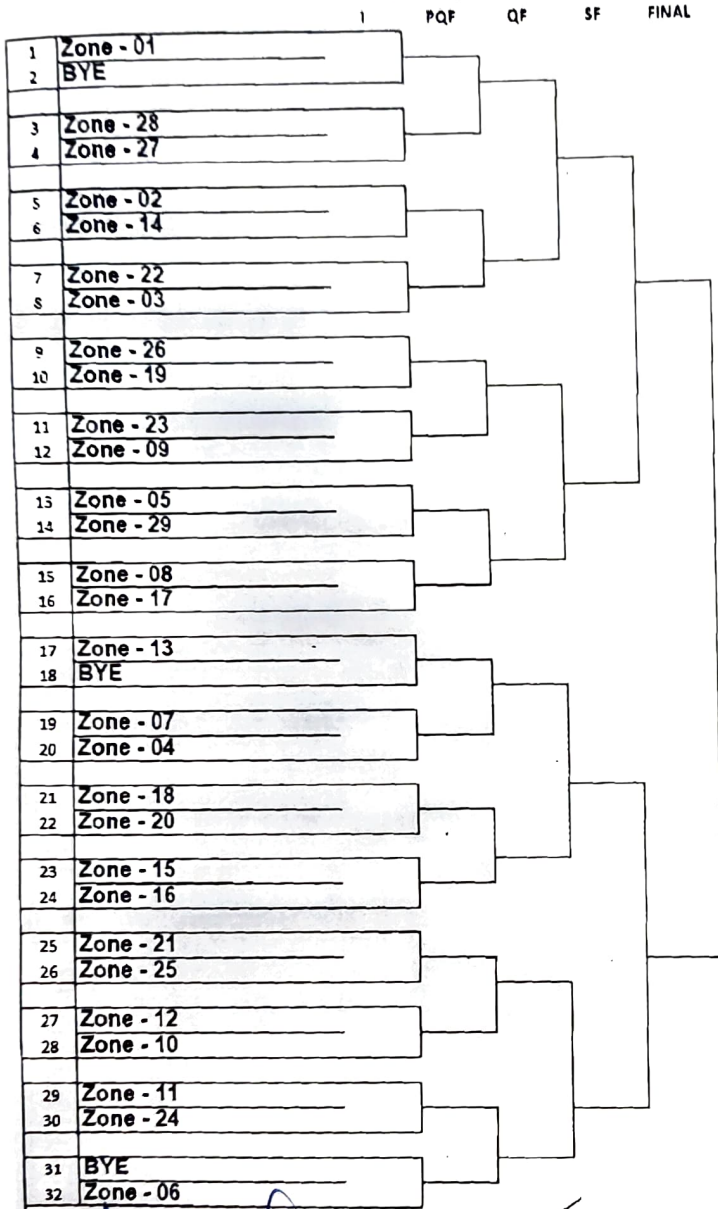 1 PQF QF SF FINAL
1 Zone - 01
2 BYE
3 Zone - 28
4 Zone - 27
5 Zone - 02
6 Zone - 14
7 Zone - 22
8 Zone - 03
9 Zone - 26
10 Zone - 19
11 Zone - 23
12 Zone - 09
13 Zone - 05
14 Zone - 29
15 Zone - 08
16 Zone - 17
17 Zone - 13
18 BYE
19 Zone - 07
20 Zone - 04
21 Zone - 18
22 Zone - 20
23 Zone - 15
24 Zone - 16
25 Zone - 21
26 Zone - 25
27 Zone - 12
28 Zone - 10
29 Zone - 11
30 Zone - 24
31 BYE
32 Zone - 06